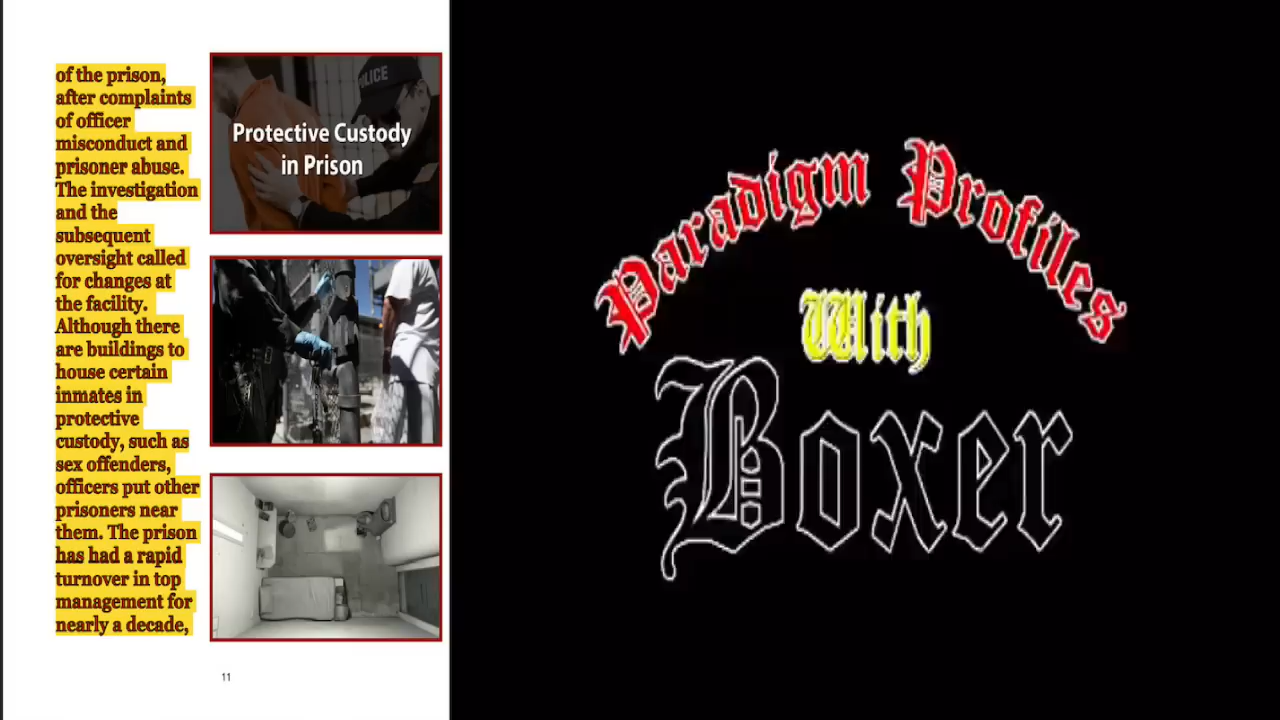 of the prison,
after complaints
of officer
misconduct and
prisoner abuse.
The investigation
and the
subsequent
oversight called
for changes at
the facility.
Although there
are buildings to
house certain
inmates in
protective
custody, such as
sex offenders,
officers put other
prisoners near
them. The prison
has had a rapid
turnover in top
management for
nearly a decade,
POLICE
Protective Custody
in Prison
11
Paradigm Profiles
With
Boxer